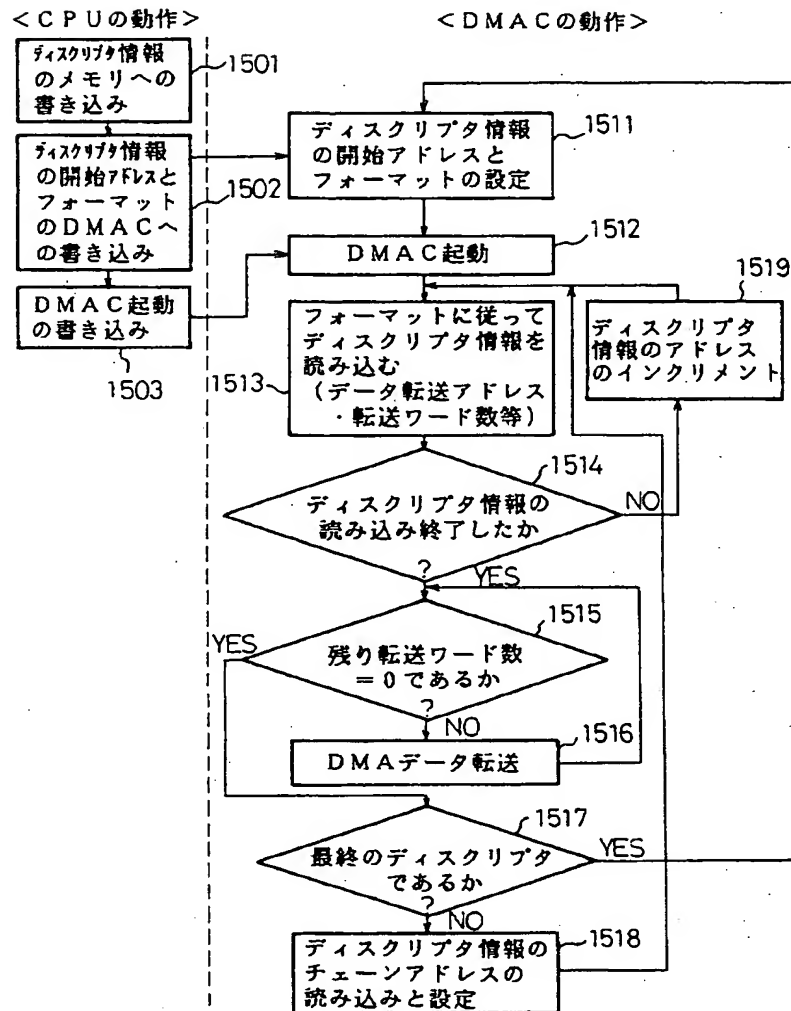 ＜ＣＰＵの動作＞
ディスクリプタ情報
のメモリへの
書き込み
1501
ディスクリプタ情報
の開始アドレスと
フォーマット
のＤＭＡＣへ
の書き込み
1502
ＤＭＡＣ起動
の書き込み
1503
＜ＤＭＡＣの動作＞
ディスクリプタ情報
の開始アドレスと
フォーマットの設定
1511
ＤＭＡＣ起動
1512
フォーマットに従って
ディスクリプタ情報を
読み込む
（データ転送アドレス
・転送ワード数等）
1513
ディスクリプタ
情報のアドレス
のインクリメント
1519
ディスクリプタ情報の
読み込み終了したか
?
1514
NO
YES
残り転送ワード数
＝０であるか
?
1515
YES
NO
ＤＭＡデータ転送
1516
最終のディスクリプタ
であるか
?
1517
YES
NO
ディスクリプタ情報の
チェーンアドレスの
読み込みと設定
1518